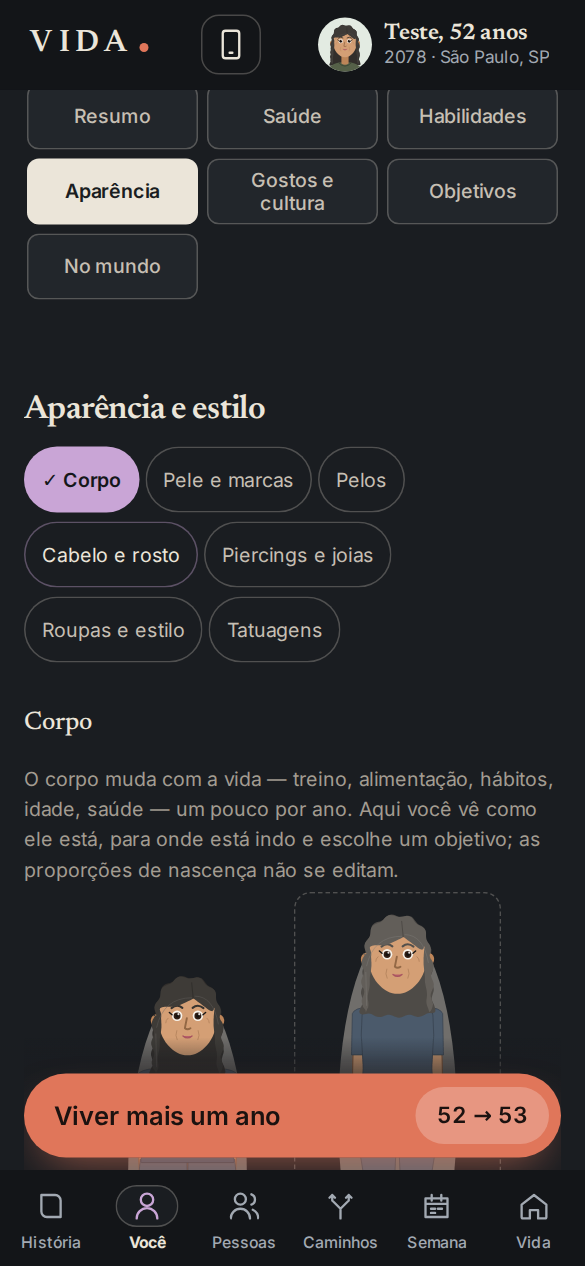 VIDA.
Teste, 52 anos
2078 · São Paulo, SP
Resumo
Saúde
Habilidades
Aparência
Gostos e
cultura
Objetivos
No mundo
Aparência e estilo
✓ Corpo
Pele e marcas
Pelos
Cabelo e rosto
Piercings e joias
Roupas e estilo
Tatuagens
Corpo
O corpo muda com a vida — treino, alimentação, hábitos,
idade, saúde — um pouco por ano. Aqui você vê como
ele está, para onde está indo e escolhe um objetivo; as
proporções de nascença não se editam.
Viver mais um ano
52 → 53
História
Você
Pessoas
Caminhos
Semana
Vida